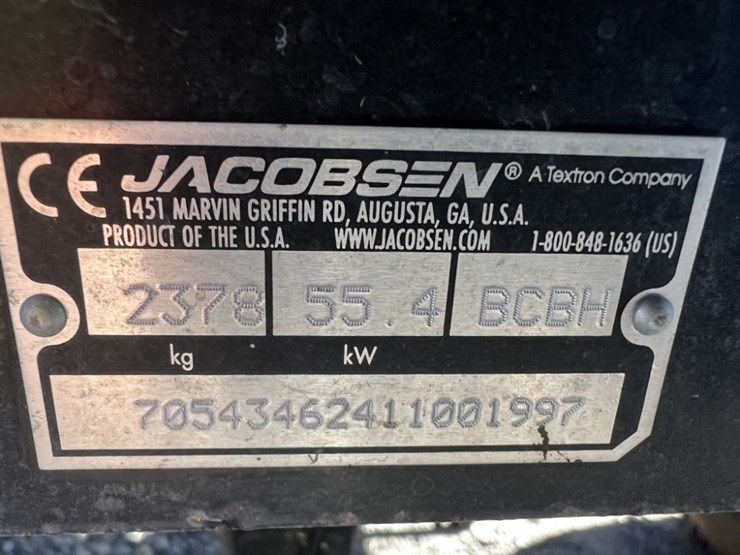 CE JACOBSEN® A Textron Company
1451 MARVIN GRIFFIN RD, AUGUSTA, GA, U.S.A.
PRODUCT OF THE U.S.A. WWW.JACOBSEN.COM 1-800-848-1636 (US)
2378 55.4 BCBH
kg kW
70543462411001997